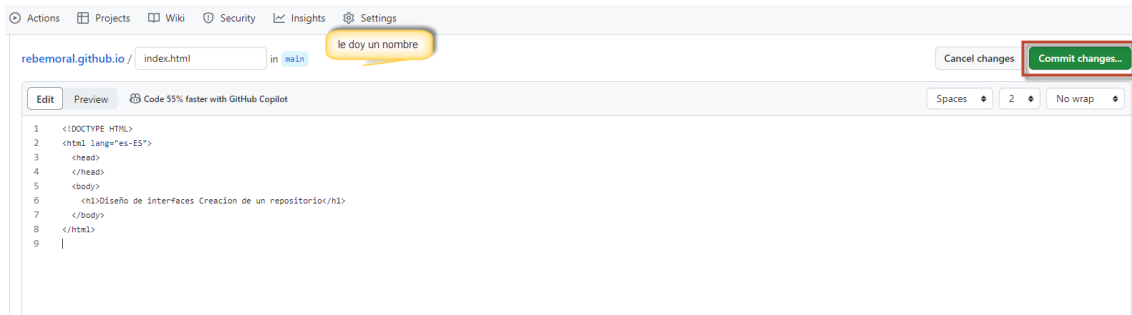 Actions Projects Wiki Security Insights Settings
le doy un nombre
rebemoral.github.io / index.html in main Cancel changes Commit changes...
Edit Preview Code 55% faster with GitHub Copilot Spaces 2 No wrap
1 <!DOCTYPE HTML>
2 <html lang="es-ES">
3 <head>
4 </head>
5 <body>
6 <h1>Diseño de interfaces Creacion de un repositorio</h1>
7 </body>
8 </html>
9